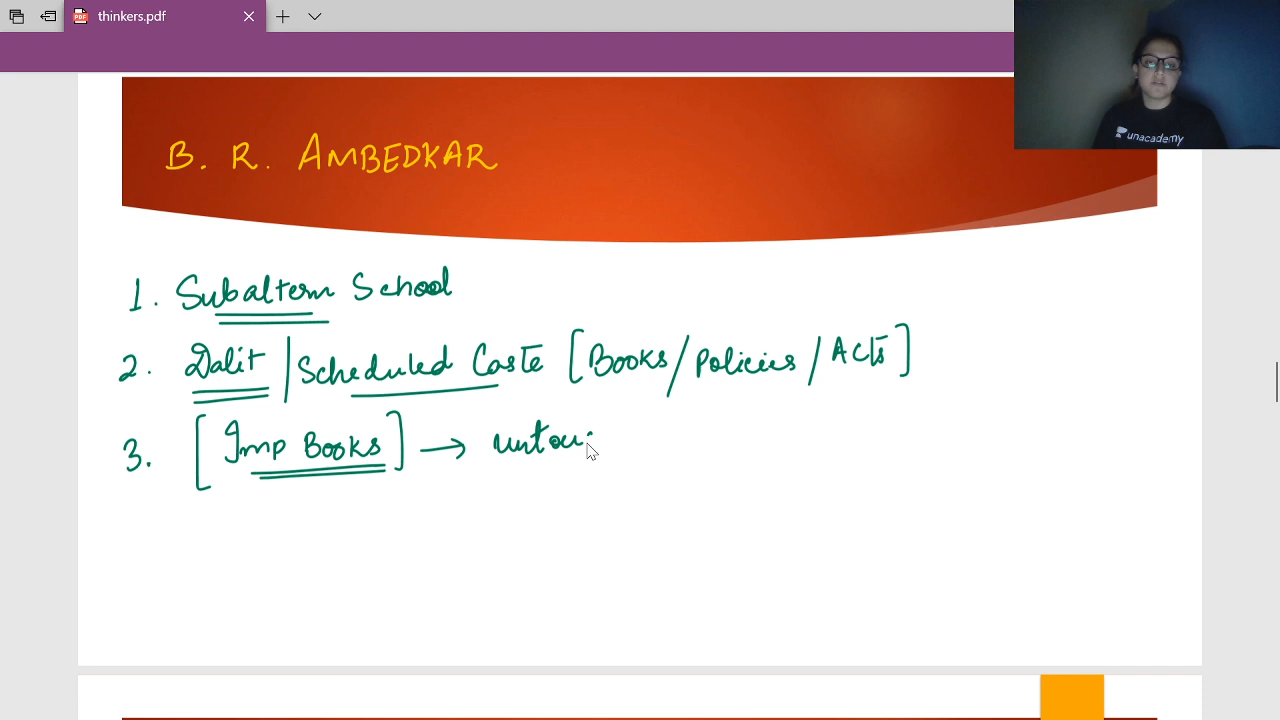 thinkers.pdf
unacademy
B. R. AMBEDKAR
1. Subaltern School
2. Dalit / Scheduled Caste [Books / Policies / Acts]
3. [Imp Books] → untou